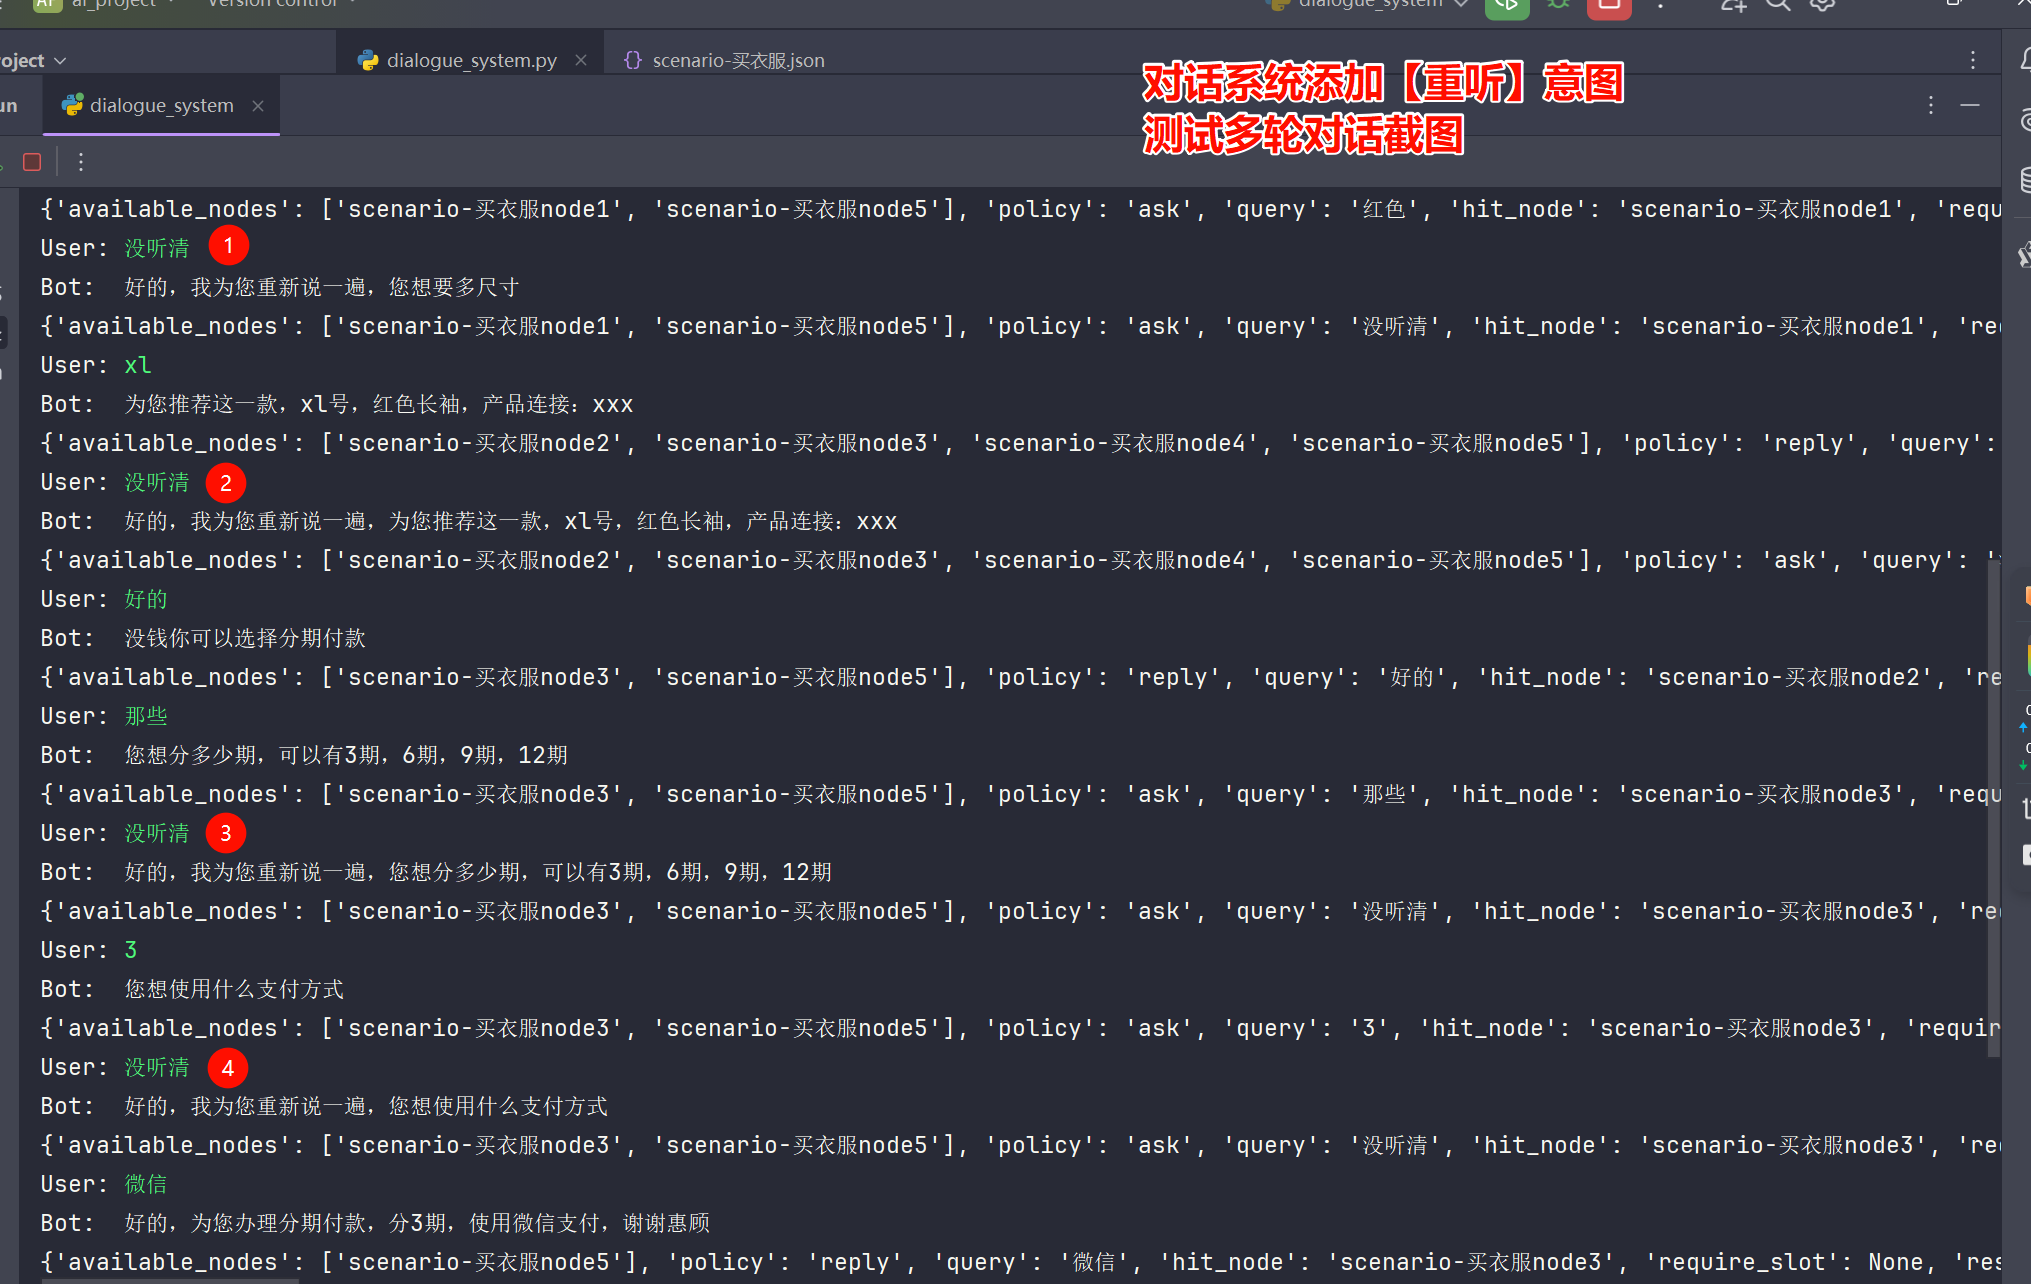 AI ai_project Version control dialogue_system
oject dialogue_system.py {} scenario-买衣服.json
un dialogue_system
对话系统添加【重听】意图
测试多轮对话截图
{'available_nodes': ['scenario-买衣服node1', 'scenario-买衣服node5'], 'policy': 'ask', 'query': '红色', 'hit_node': 'scenario-买衣服node1', 'requ
User: 没听清 1
Bot: 好的，我为您重新说一遍，您想要多尺寸
{'available_nodes': ['scenario-买衣服node1', 'scenario-买衣服node5'], 'policy': 'ask', 'query': '没听清', 'hit_node': 'scenario-买衣服node1', 're
User: xl
Bot: 为您推荐这一款，xl号，红色长袖，产品连接：xxx
{'available_nodes': ['scenario-买衣服node2', 'scenario-买衣服node3', 'scenario-买衣服node4', 'scenario-买衣服node5'], 'policy': 'reply', 'query':
User: 没听清 2
Bot: 好的，我为您重新说一遍，为您推荐这一款，xl号，红色长袖，产品连接：xxx
{'available_nodes': ['scenario-买衣服node2', 'scenario-买衣服node3', 'scenario-买衣服node4', 'scenario-买衣服node5'], 'policy': 'ask', 'query': '
User: 好的
Bot: 没钱你可以选择分期付款
{'available_nodes': ['scenario-买衣服node3', 'scenario-买衣服node5'], 'policy': 'reply', 'query': '好的', 'hit_node': 'scenario-买衣服node2', 're
User: 那些
Bot: 您想分多少期，可以有3期，6期，9期，12期
{'available_nodes': ['scenario-买衣服node3', 'scenario-买衣服node5'], 'policy': 'ask', 'query': '那些', 'hit_node': 'scenario-买衣服node3', 'requ
User: 没听清 3
Bot: 好的，我为您重新说一遍，您想分多少期，可以有3期，6期，9期，12期
{'available_nodes': ['scenario-买衣服node3', 'scenario-买衣服node5'], 'policy': 'ask', 'query': '没听清', 'hit_node': 'scenario-买衣服node3', 're
User: 3
Bot: 您想使用什么支付方式
{'available_nodes': ['scenario-买衣服node3', 'scenario-买衣服node5'], 'policy': 'ask', 'query': '3', 'hit_node': 'scenario-买衣服node3', 'requir
User: 没听清 4
Bot: 好的，我为您重新说一遍，您想使用什么支付方式
{'available_nodes': ['scenario-买衣服node3', 'scenario-买衣服node5'], 'policy': 'ask', 'query': '没听清', 'hit_node': 'scenario-买衣服node3', 're
User: 微信
Bot: 好的，为您办理分期付款，分3期，使用微信支付，谢谢惠顾
{'available_nodes': ['scenario-买衣服node5'], 'policy': 'reply', 'query': '微信', 'hit_node': 'scenario-买衣服node3', 'require_slot': None, 'res